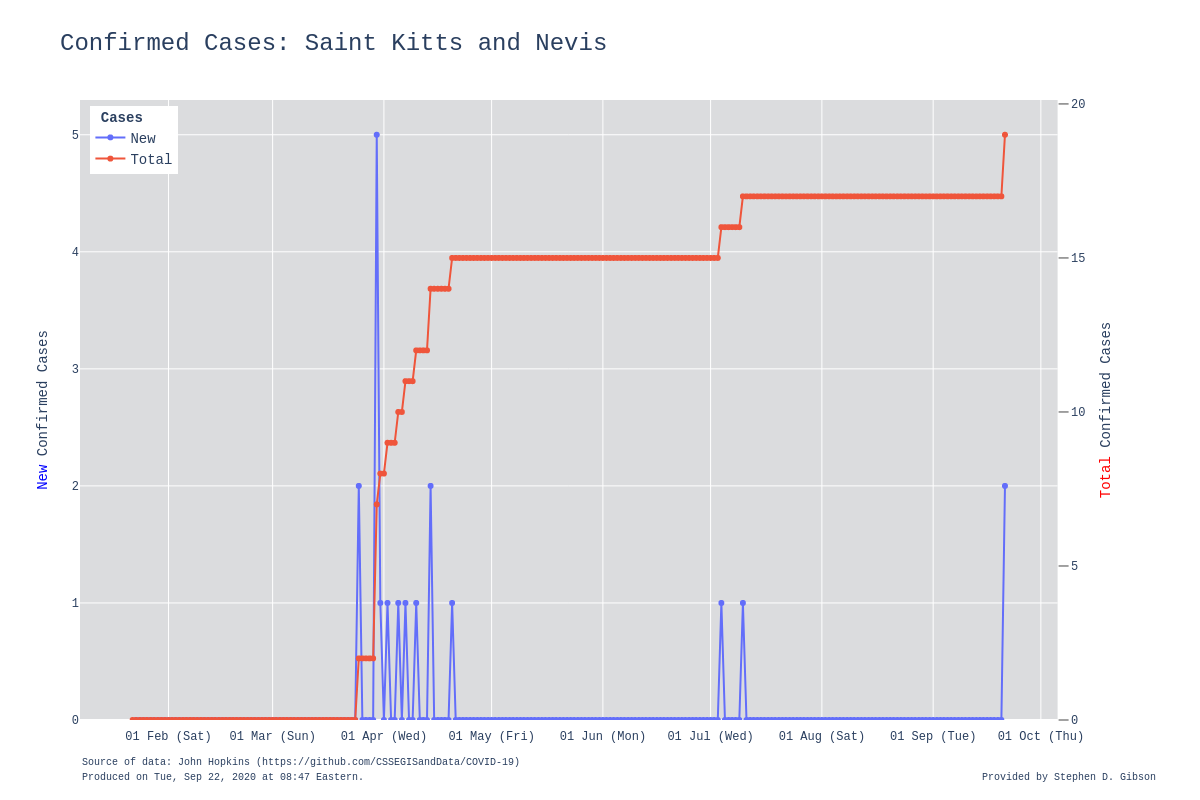 Confirmed Cases: Saint Kitts and Nevis
Cases
New
Total
5
4
3
2
1
0
20
15
10
5
0
New Confirmed Cases
Total Confirmed Cases
01 Feb (Sat) 01 Mar (Sun) 01 Apr (Wed) 01 May (Fri) 01 Jun (Mon) 01 Jul (Wed) 01 Aug (Sat) 01 Sep (Tue) 01 Oct (Thu)
Source of data: John Hopkins (https://github.com/CSSEGISandData/COVID-19)
Produced on Tue, Sep 22, 2020 at 08:47 Eastern.
Provided by Stephen D. Gibson